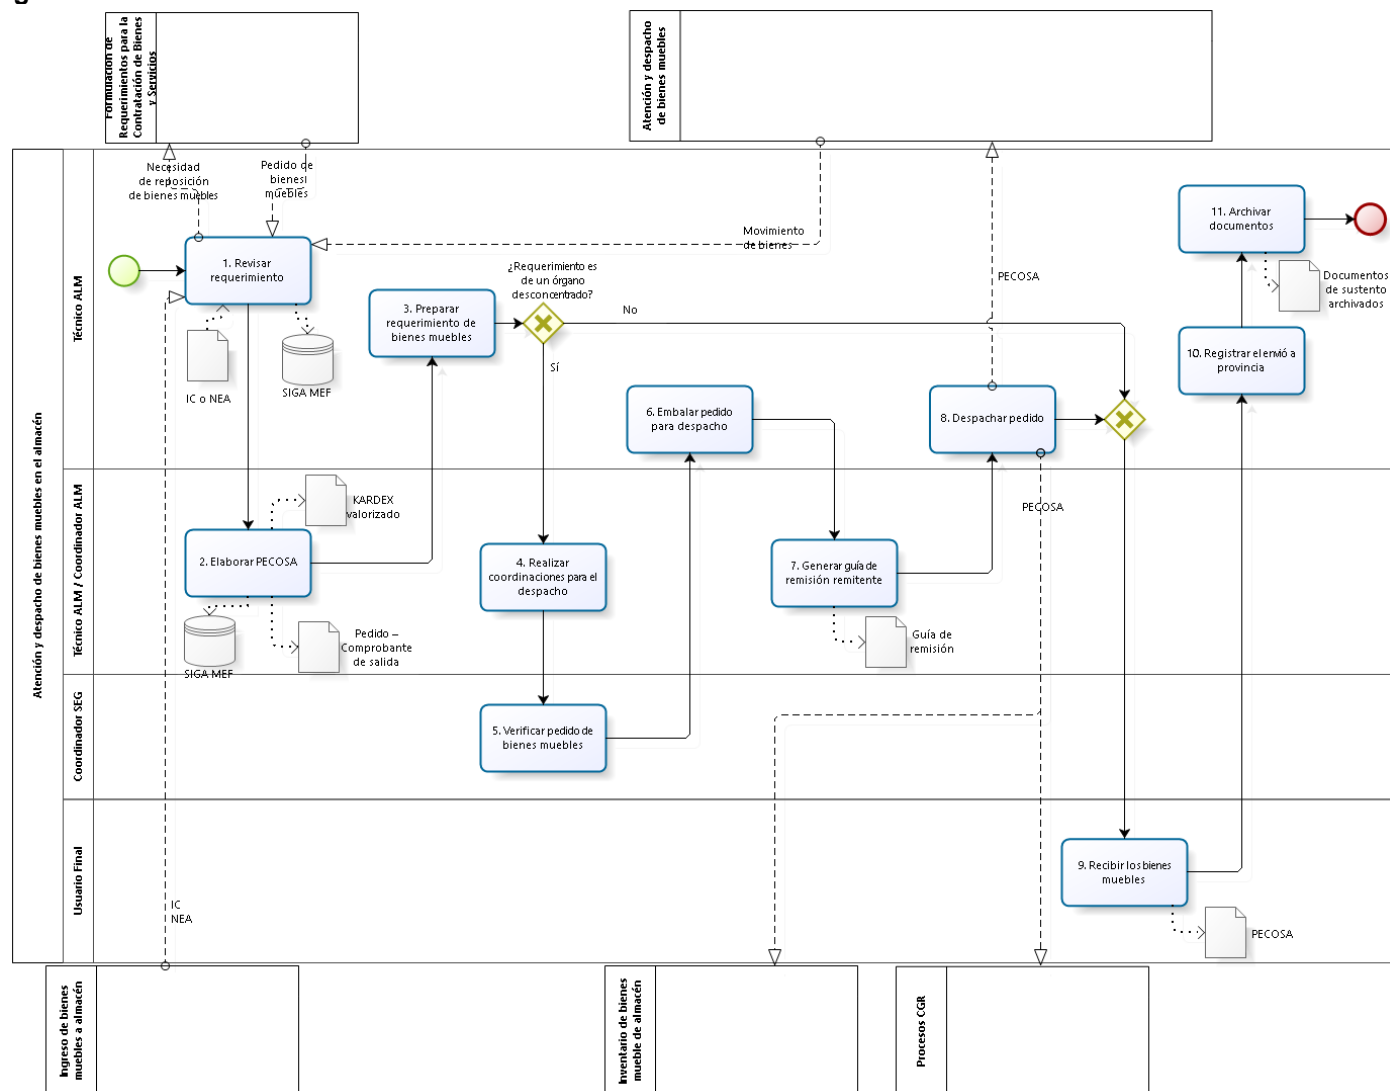 Formulación de
Requerimientos para la
Contratación de Bienes
y Servicios
Atención y despacho
de bienes muebles
Atención y despacho de bienes muebles en el almacén
Técnico ALM
Necesidad
de reposición
de bienes muebles
Pedido de
bienes
muebles
Movimiento
de bienes
1. Revisar
requerimiento
IC o NEA
SIGA MEF
3. Preparar
requerimiento de
bienes muebles
¿Requerimiento es
de un órgano
desconcentrado?
No
Sí
6. Embalar pedido
para despacho
PECOSA
8. Despachar pedido
11. Archivar
documentos
Documentos
de sustento
archivados
10. Registrar el envió a
provincia
Técnico ALM / Coordinador ALM
KARDEX
valorizado
2. Elaborar PECOSA
SIGA MEF
Pedido –
Comprobante
de salida
4. Realizar
coordinaciones para el
despacho
7. Generar guía de
remisión remitente
Guía de
remisión
PECOSA
Coordinador SEG
5. Verificar pedido de
bienes muebles
Usuario Final
IC
NEA
9. Recibir los bienes
muebles
PECOSA
Ingreso de bienes
muebles a almacén
Inventario de bienes
mueble de almacén
Procesos CGR